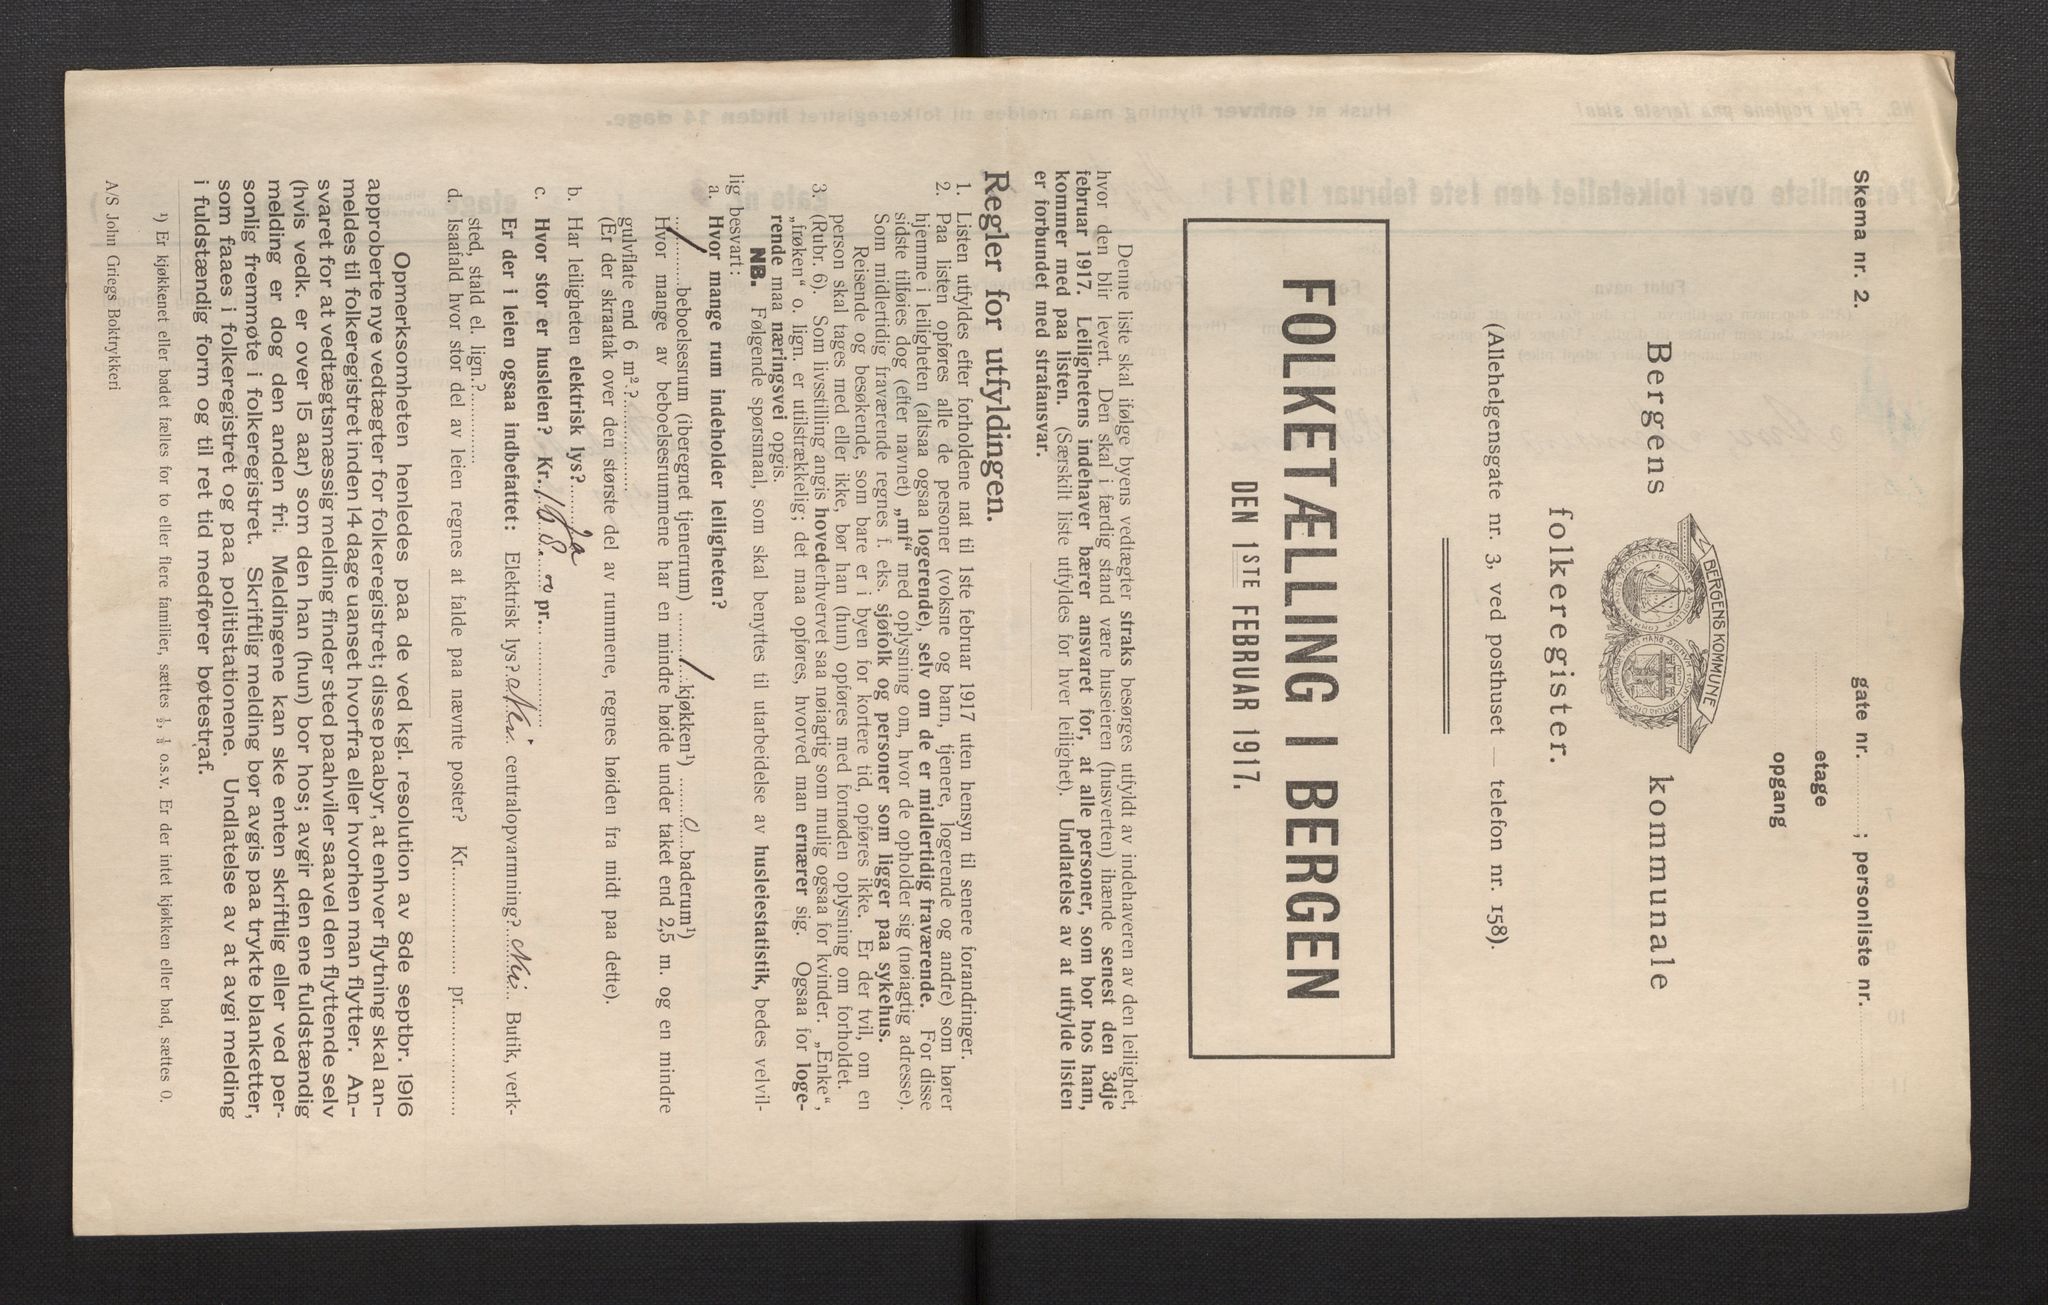 Skema nr. 2.
gate nr. ; personliste nr.
etage
opgang
BERGENS KOMMUNE
Bergens kommunale
folkeregister.
(Allehelgensgate nr. 3, ved posthuset — telefon nr. 158).
FOLKETÆLLING I BERGEN
DEN 1STE FEBRUAR 1917.
Denne liste skal ifølge byens vedtægter straks besørges utfyldt av indehaveren av den leilighet,
hvor den blir levert. Den skal i færdig stand være huseieren (husverten) ihænde senest den 3dje
februar 1917. Leilighetens indehaver bærer ansvaret for, at alle personer, som bor hos ham,
kommer med paa listen. (Særskilt liste utfyldes for hver leilighet). Undlatelse av at utfylde listen
er forbundet med strafansvar.
Regler for utfyldingen.
1. Listen utfyldes efter forholdene nat til 1ste februar 1917 uten hensyn til senere forandringer.
2. Paa listen opføres alle de personer (voksne og barn, tjenere, logerende og andre) som hører
hjemme i leiligheten (altsaa ogsaa logerende), selv om de er midlertidig fraværende. For disse
sidste tilføies dog (efter navnet) „mf“ med oplysning om, hvor de opholder sig (nøiagtig adresse).
Som midlertidig fraværende regnes f. eks. sjøfolk og personer som ligger paa sykehus.
Reisende og besøkende, som bare er i byen for kortere tid, opføres ikke. Er der tvil, om en
person skal tages med eller ikke, bør han (hun) opføres med fornøden oplysning om forholdet.
3. (Rubr. 6). Som livsstilling angis hovederhvervet saa nøiagtig som mulig ogsaa for kvinder. „Enke“,
„frøken“ o. lign. er utilstrækkelig; det maa opføres, hvorved man ernærer sig. Ogsaa for loge-
rende maa næringsvei opgis.
NB. Følgende spørsmaal, som skal benyttes til utarbeidelse av husleiestatistik, bedes velvil-
lig besvart:
a. Hvor mange rum indeholder leiligheten?
/ beboelsesrum (iberegnet tjenerrum) / kjøkken¹) 0 baderum¹)
Hvor mange av beboelsesrummene har en mindre høide under taket end 2,5 m. og en mindre
gulvflate end 6 m²?
(Er der skraatak over den største del av rummene, regnes høiden fra midt paa dette).
b. Har leiligheten elektrisk lys? Ja
c. Hvor stor er husleien? Kr. 168. pr.
Er der i leien ogsaa indbefattet: Elektrisk lys? Nei centralopvarmning? Nei Butik, verk-
sted, stald el. lign.?
d. Isaafald hvor stor del av leien regnes at falde paa nævnte poster? Kr. pr.
Opmerksomheten henledes paa de ved kgl. resolution av 8de septbr. 1916
approberte nye vedtægter for folkeregistret; disse paabyr, at enhver flytning skal an-
meldes til folkeregistret inden 14 dage uanset hvorfra eller hvorhen man flytter. An-
svaret for at vedtægtsmæssig melding finder sted paahviler saavel den flyttende selv
(hvis vedk. er over 15 aar) som den han (hun) bor hos; avgir den ene fuldstændig
melding er dog den anden fri. Meldingene kan ske enten skriftlig eller ved per-
sonlig fremmøte i folkeregistret. Skriftlig melding bør avgis paa trykte blanketter,
som faaes i folkeregistret og paa politistationene. Undlatelse av at avgi melding
i fuldstændig form og til ret tid medfører bøtestraf.
¹) Er kjøkkenet eller badet fælles for to eller flere familier, sættes ½, ⅓ o.s.v. Er der intet kjøkken eller bad, sættes 0.
A/S John Griegs Boktrykkeri